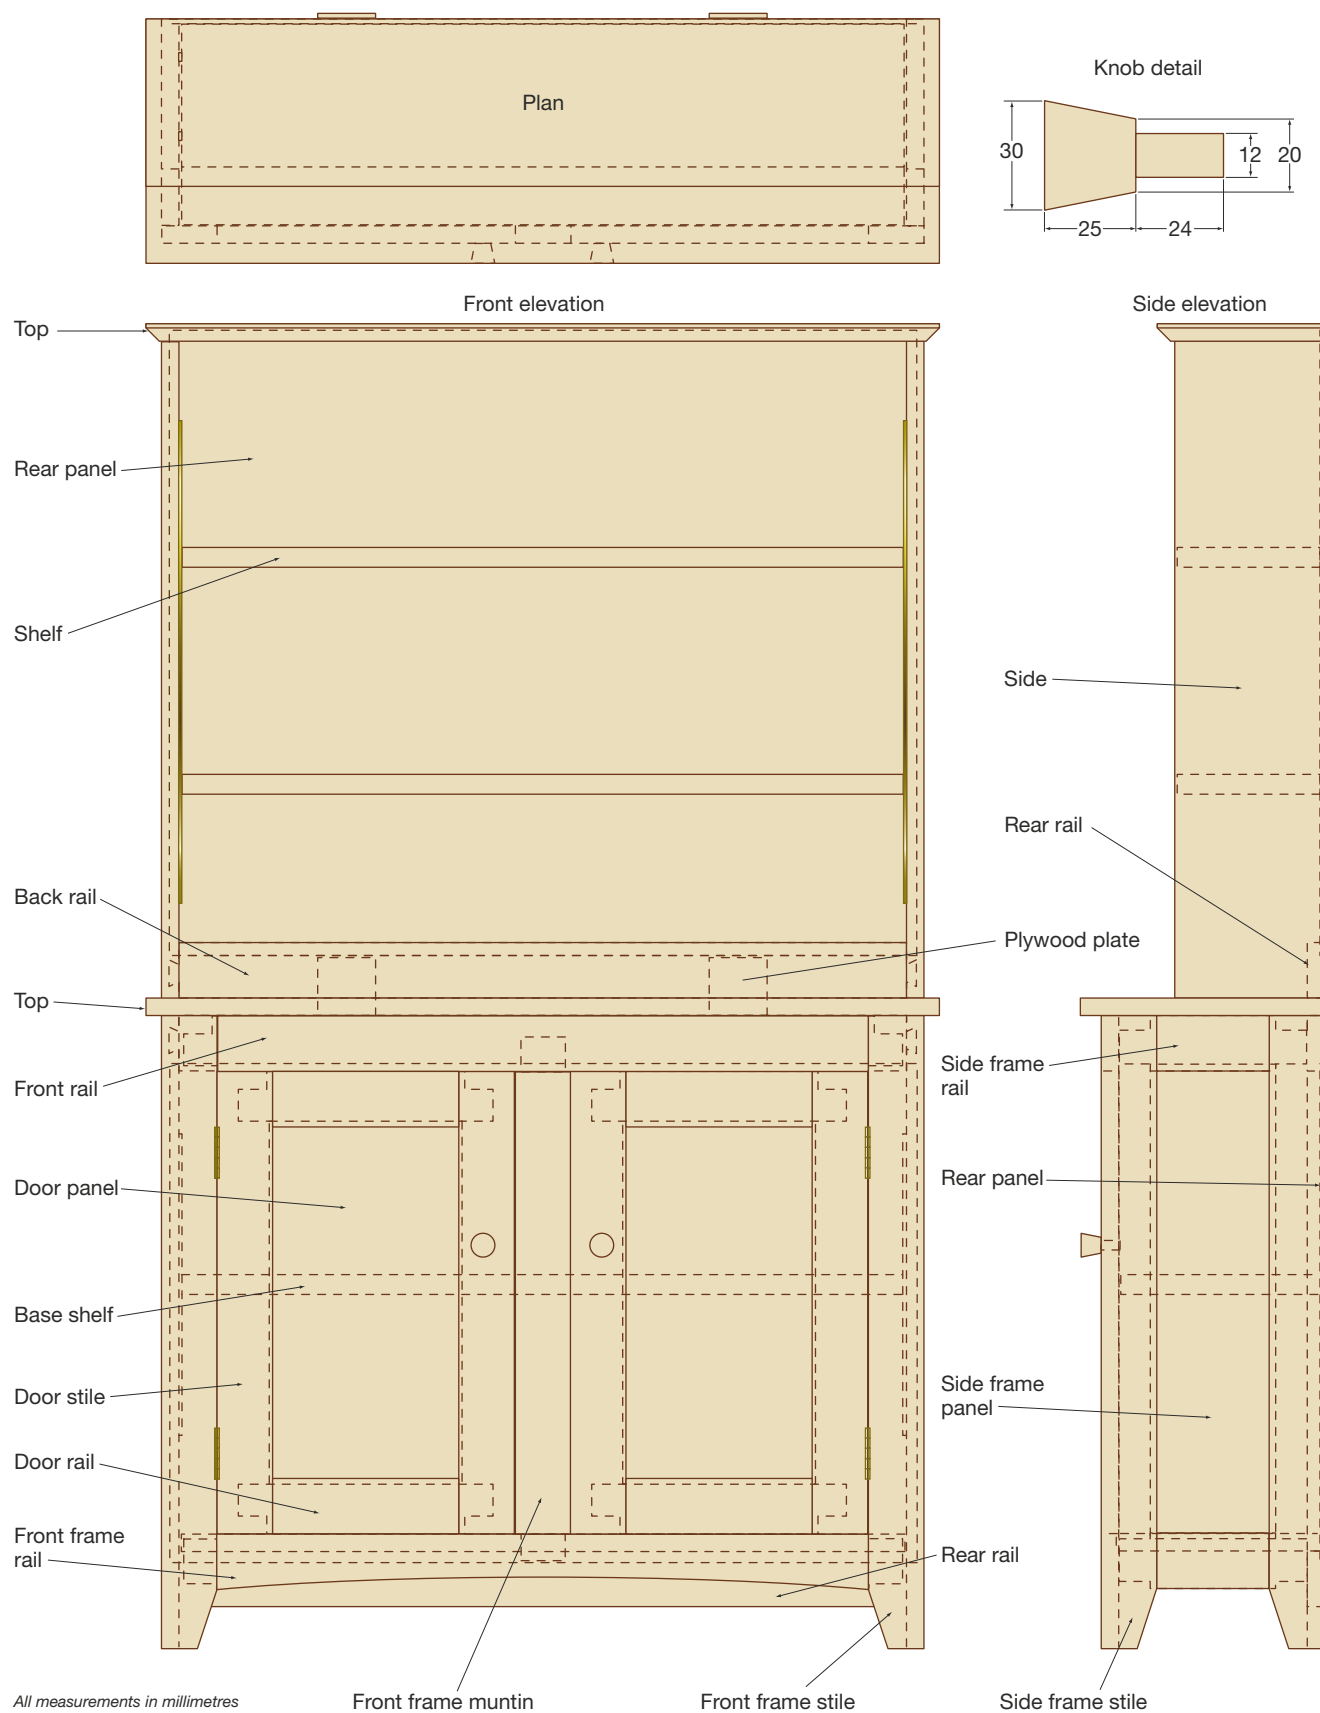 Plan
Knob detail
30
12
20
25
24
Front elevation
Side elevation
Top
Rear panel
Shelf
Side
Rear rail
Back rail
Plywood plate
Top
Side frame
rail
Front rail
Rear panel
Door panel
Base shelf
Side frame
panel
Door stile
Door rail
Front frame
rail
Rear rail
All measurements in millimetres
Front frame muntin
Front frame stile
Side frame stile